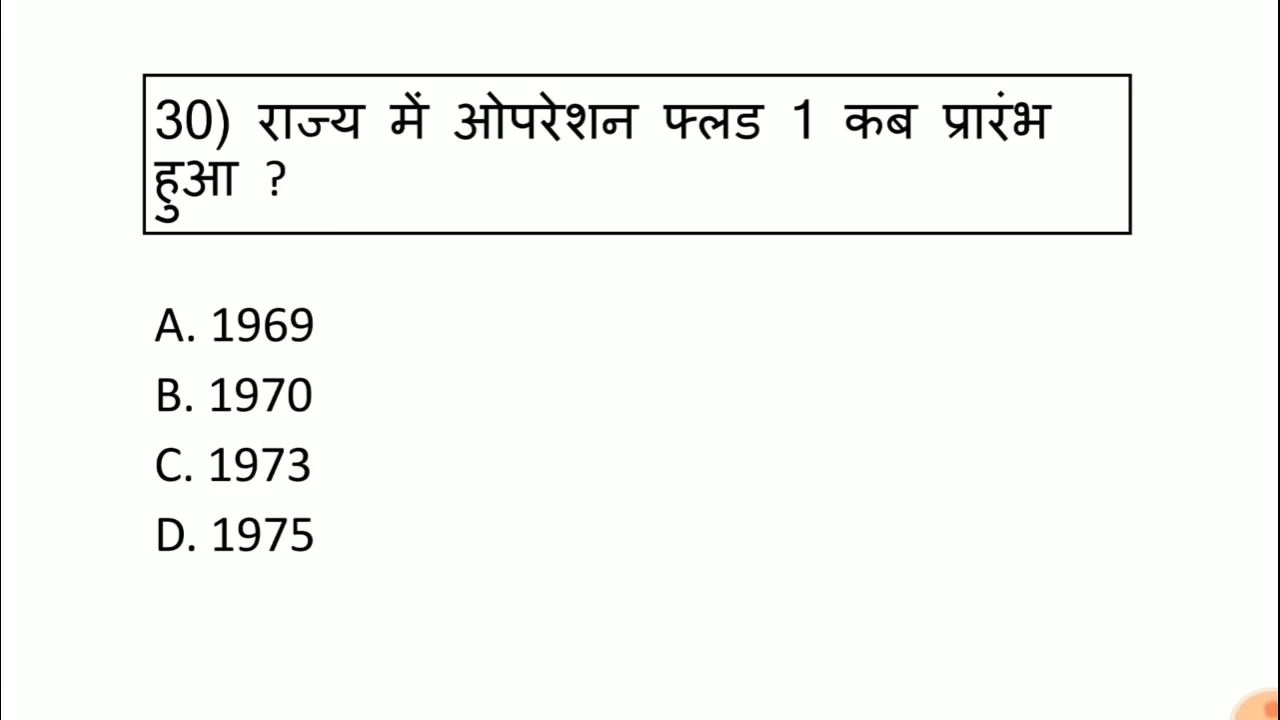 30) राज्य में ओपरेशन फ्लड 1 कब प्रारंभ
हुआ ?
A. 1969
B. 1970
C. 1973
D. 1975